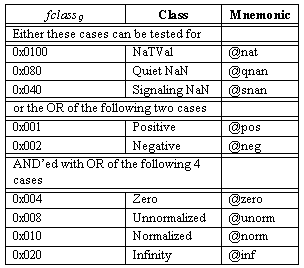 fclass 9 Class Mnemonic
Either these cases can be tested for
0x0100 NaTVal @nat
0x080 Quiet NaN @qnan
0x040 Signaling NaN @snan
or the OR of the following two cases
0x001 Positive @pos
0x002 Negative @neg
AND'ed with OR of the following 4
cases
0x004 Zero @zero
0x008 Unnormalized @unorm
0x010 Normalized @norm
0x020 Infinity @inf